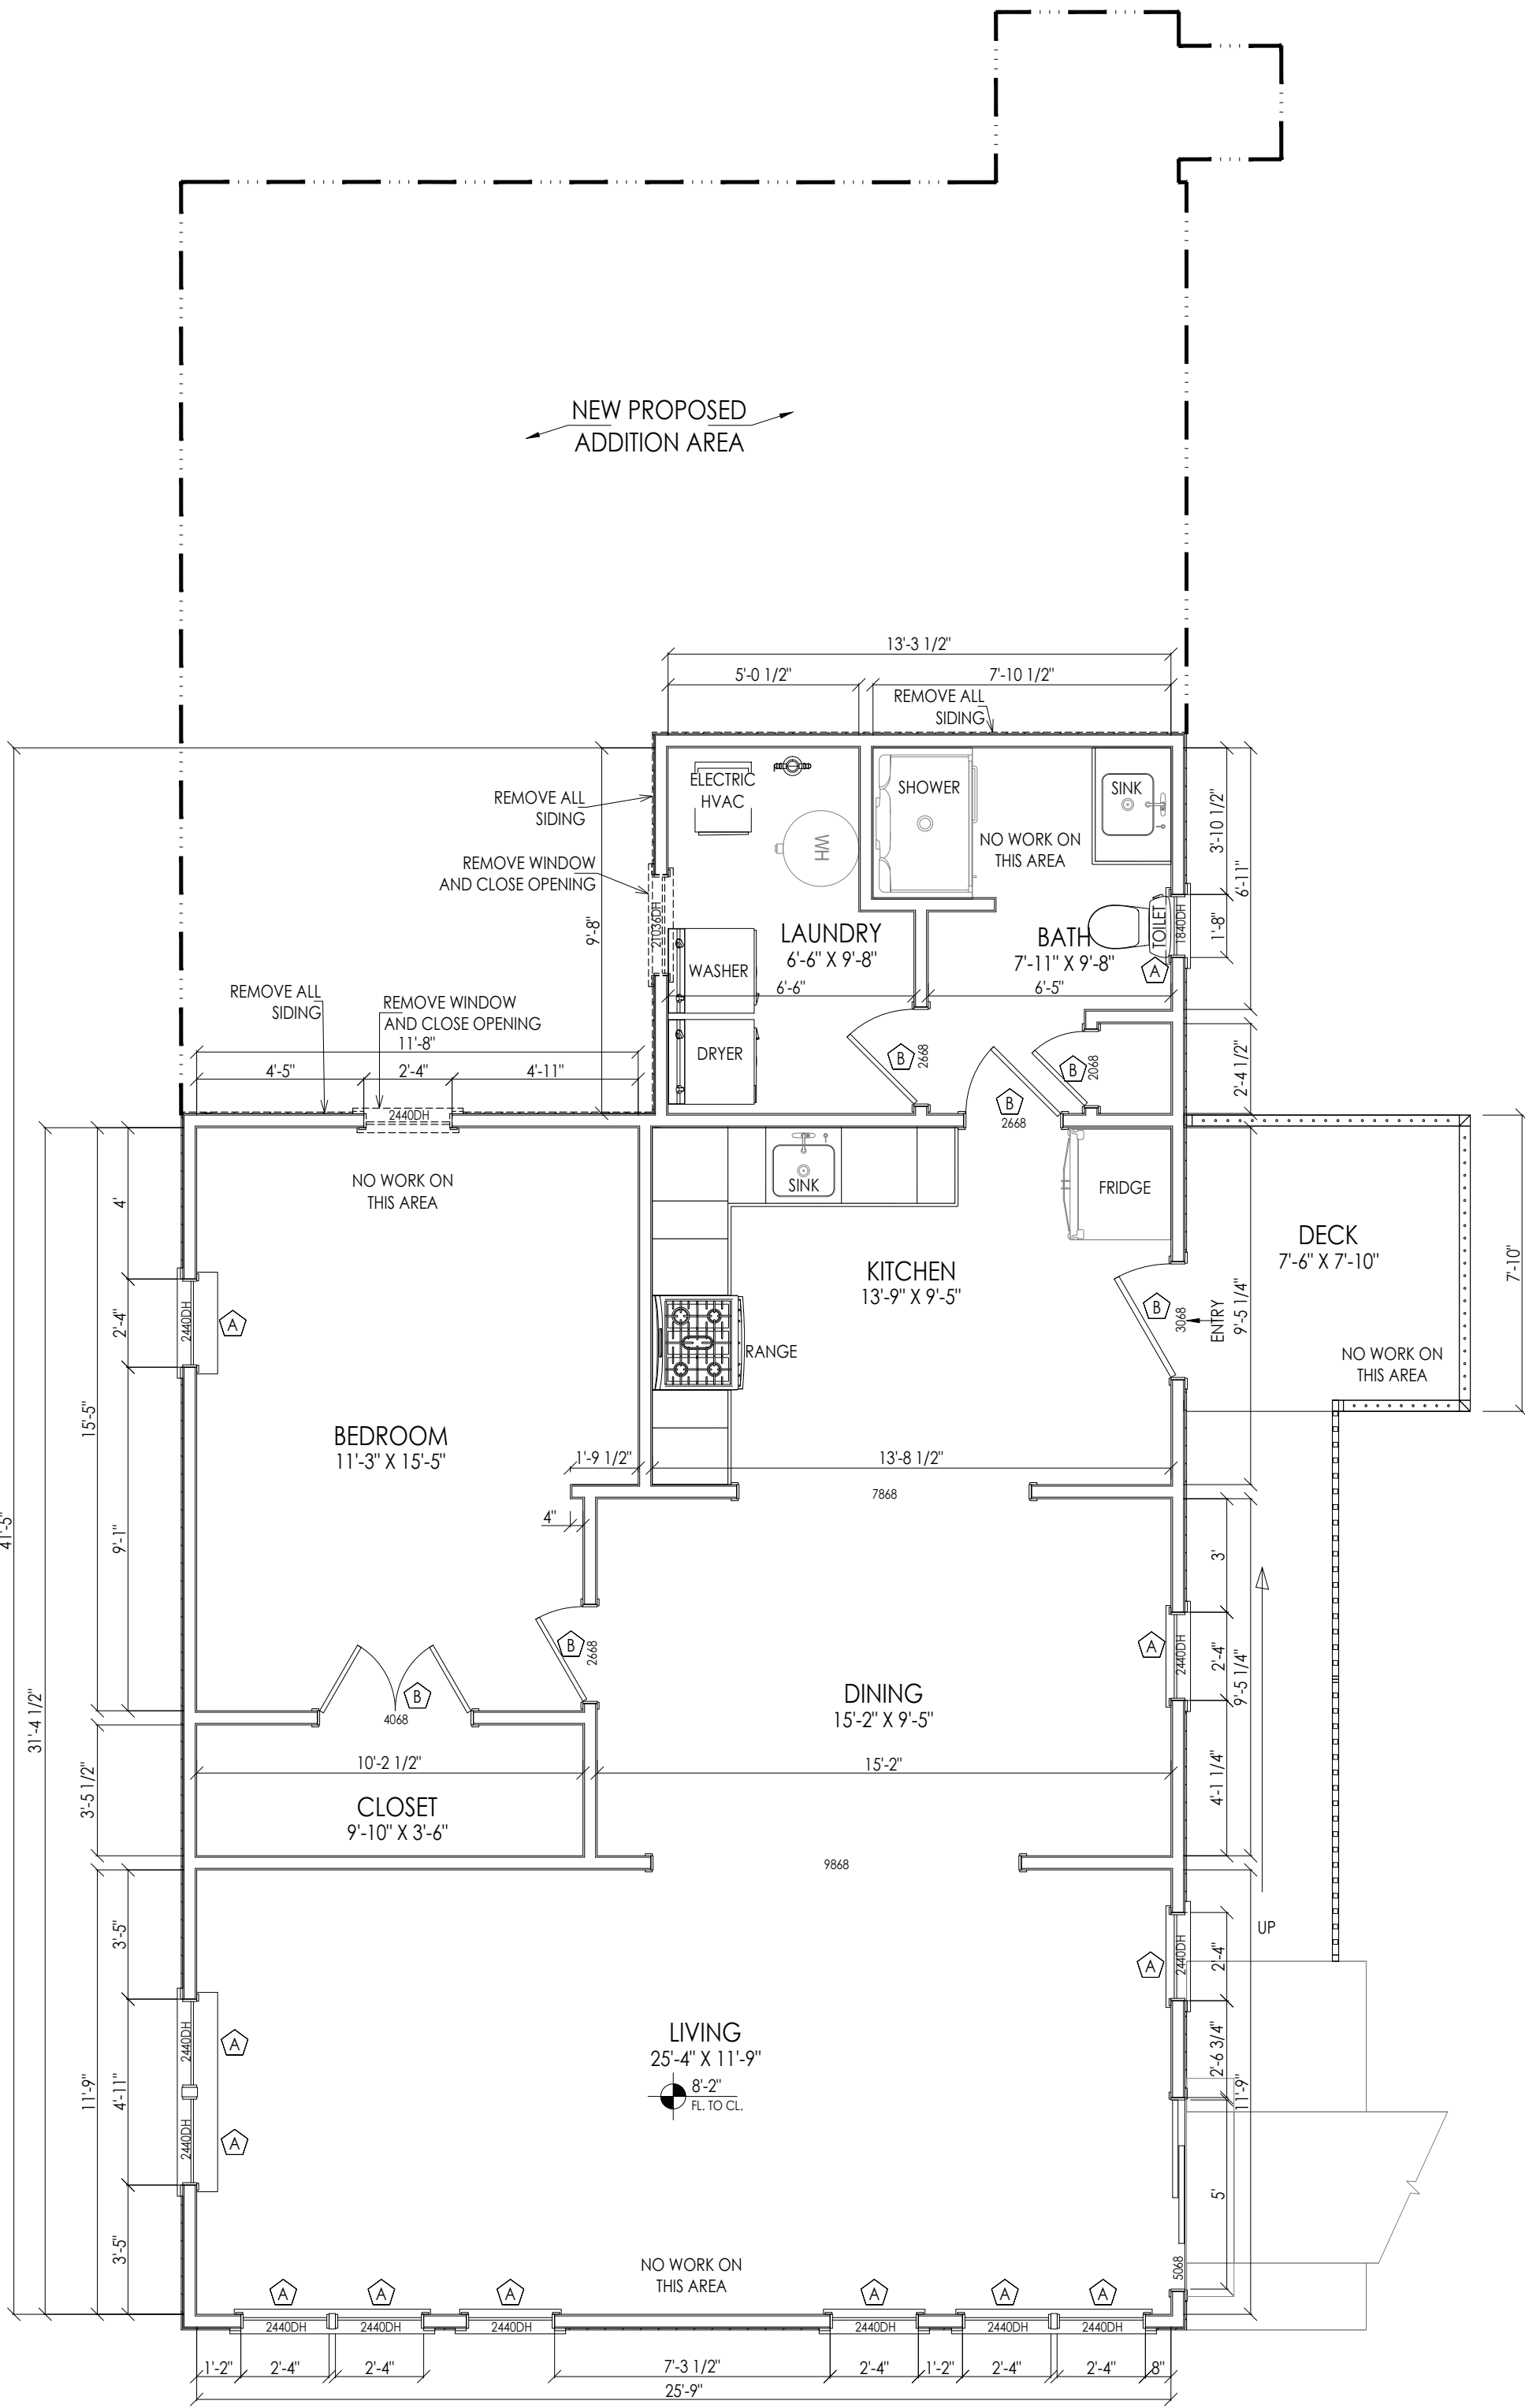 NEW PROPOSED
ADDITION AREA
13'-3 1/2"
5'-0 1/2"
7'-10 1/2"
REMOVE ALL
SIDING
ELECTRIC
HVAC
WH
SHOWER
SINK
NO WORK ON
THIS AREA
3'-10 1/2"
6'-11"
1'-8"
REMOVE ALL
SIDING
REMOVE WINDOW
AND CLOSE OPENING
9'-8"
21036DH
LAUNDRY
6'-6" X 9'-8"
6'-6"
BATH
7'-11" X 9'-8"
6'-5"
TOILET
1840DH
A
WASHER
DRYER
B
2668
B
2068
B
2668
2'-4 1/2"
REMOVE ALL
SIDING
REMOVE WINDOW
AND CLOSE OPENING
11'-8"
4'-5"
2'-4"
4'-11"
2440DH
NO WORK ON
THIS AREA
SINK
FRIDGE
KITCHEN
13'-9" X 9'-5"
RANGE
B
3068
ENTRY
9'-5 1/4"
DECK
7'-6" X 7'-10"
7'-10"
NO WORK ON
THIS AREA
4'
2'-4"
2440DH
A
15'-5"
9'-1"
BEDROOM
11'-3" X 15'-5"
1'-9 1/2"
13'-8 1/2"
4"
7868
41'-5"
31'-4 1/2"
B
2668
B
4068
DINING
15'-2" X 9'-5"
15'-2"
3'
A
2440DH
2'-4"
9'-5 1/4"
4'-1 1/4"
3'-5 1/2"
10'-2 1/2"
CLOSET
9'-10" X 3'-6"
9868
UP
3'-5"
11'-9"
4'-11"
3'-5"
2440DH
A
2440DH
A
LIVING
25'-4" X 11'-9"
8'-2"
FL. TO CL.
A
2440DH
2'-4"
2'-6 3/4"
11'-9"
5'
5068
NO WORK ON
THIS AREA
A A A A A A
2440DH 2440DH 2440DH 2440DH 2440DH 2440DH
1'-2" 2'-4" 2'-4" 7'-3 1/2" 2'-4" 1'-2" 2'-4" 2'-4" 8"
25'-9"